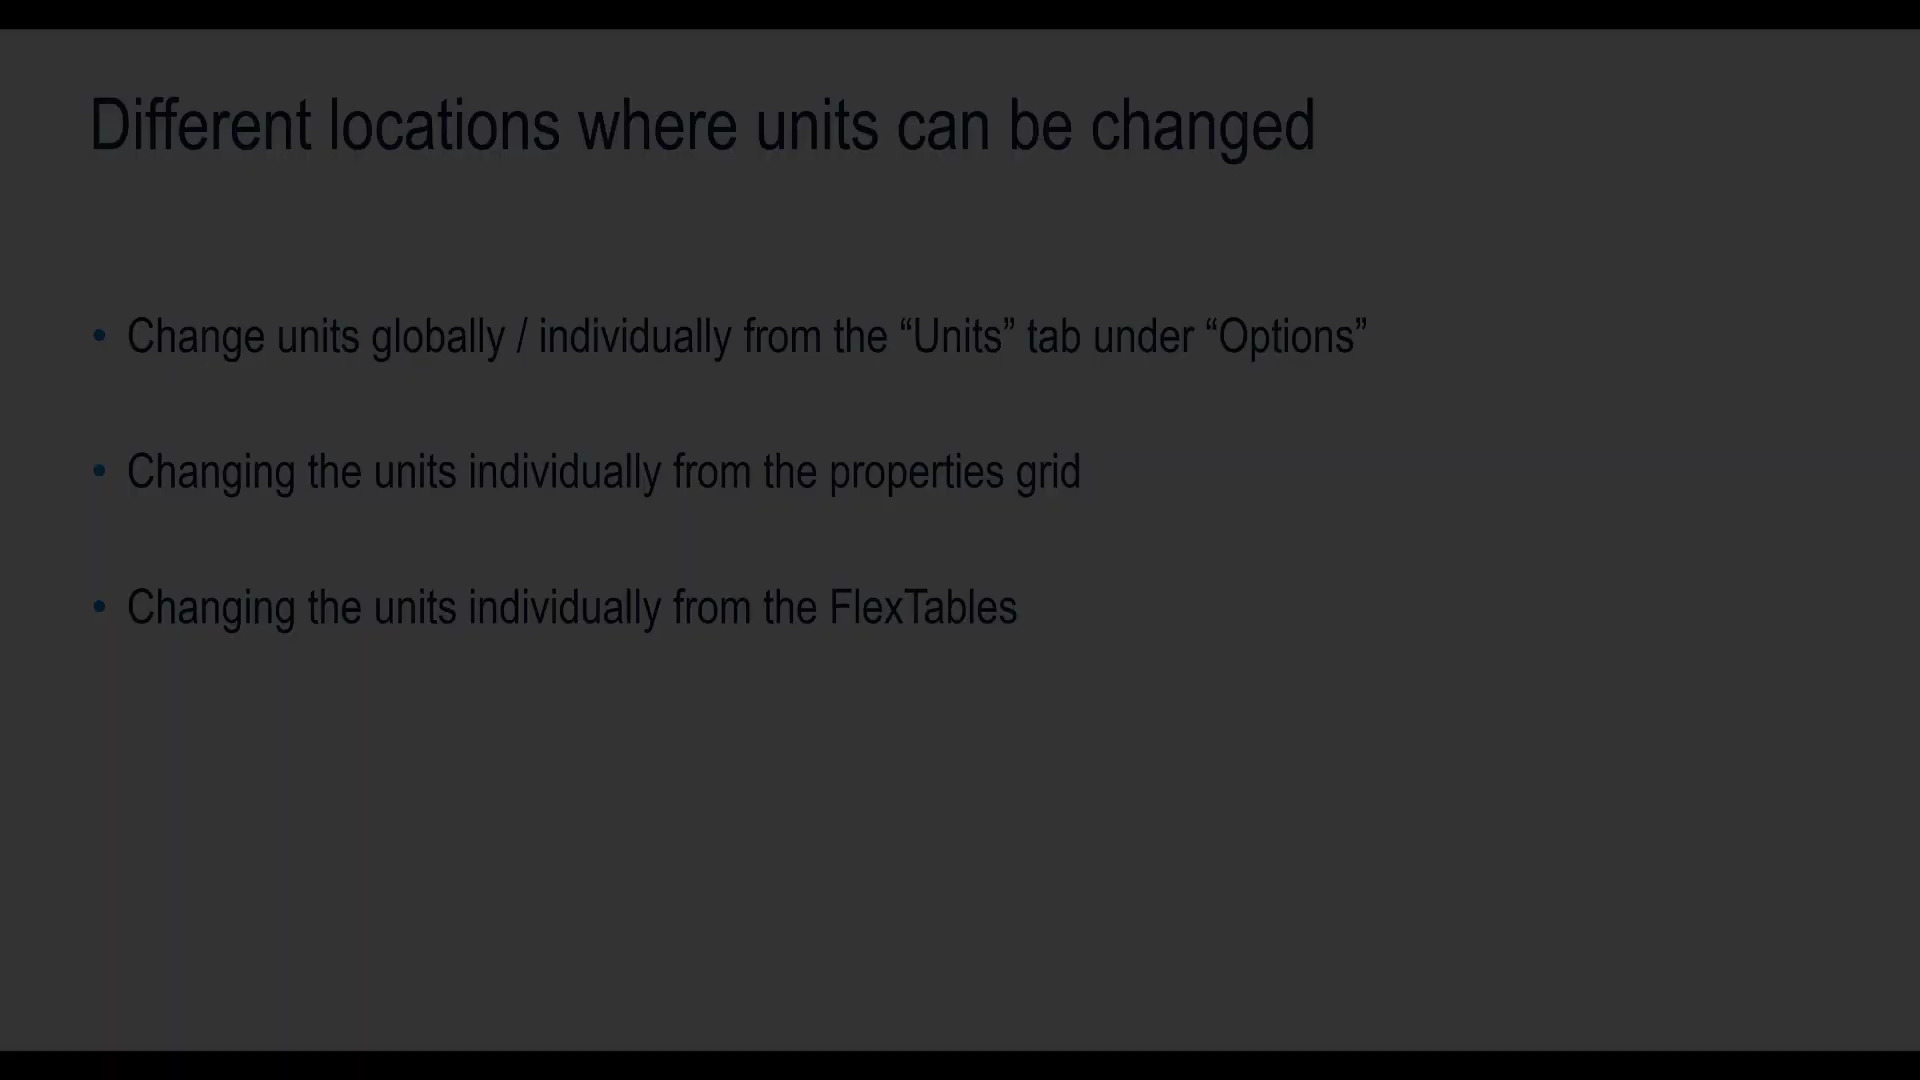 Different locations where units can be changed
• Change units globally / individually from the “Units” tab under “Options”
• Changing the units individually from the properties grid
• Changing the units individually from the FlexTables